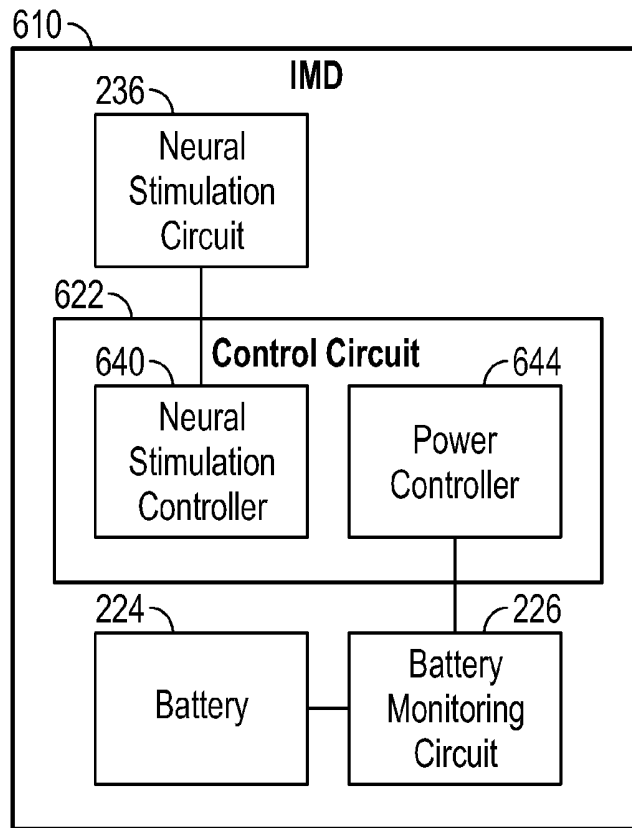 610
IMD
236
Neural
Stimulation
Circuit
622
Control Circuit
640
Neural
Stimulation
Controller
644
Power
Controller
224
Battery
226
Battery
Monitoring
Circuit